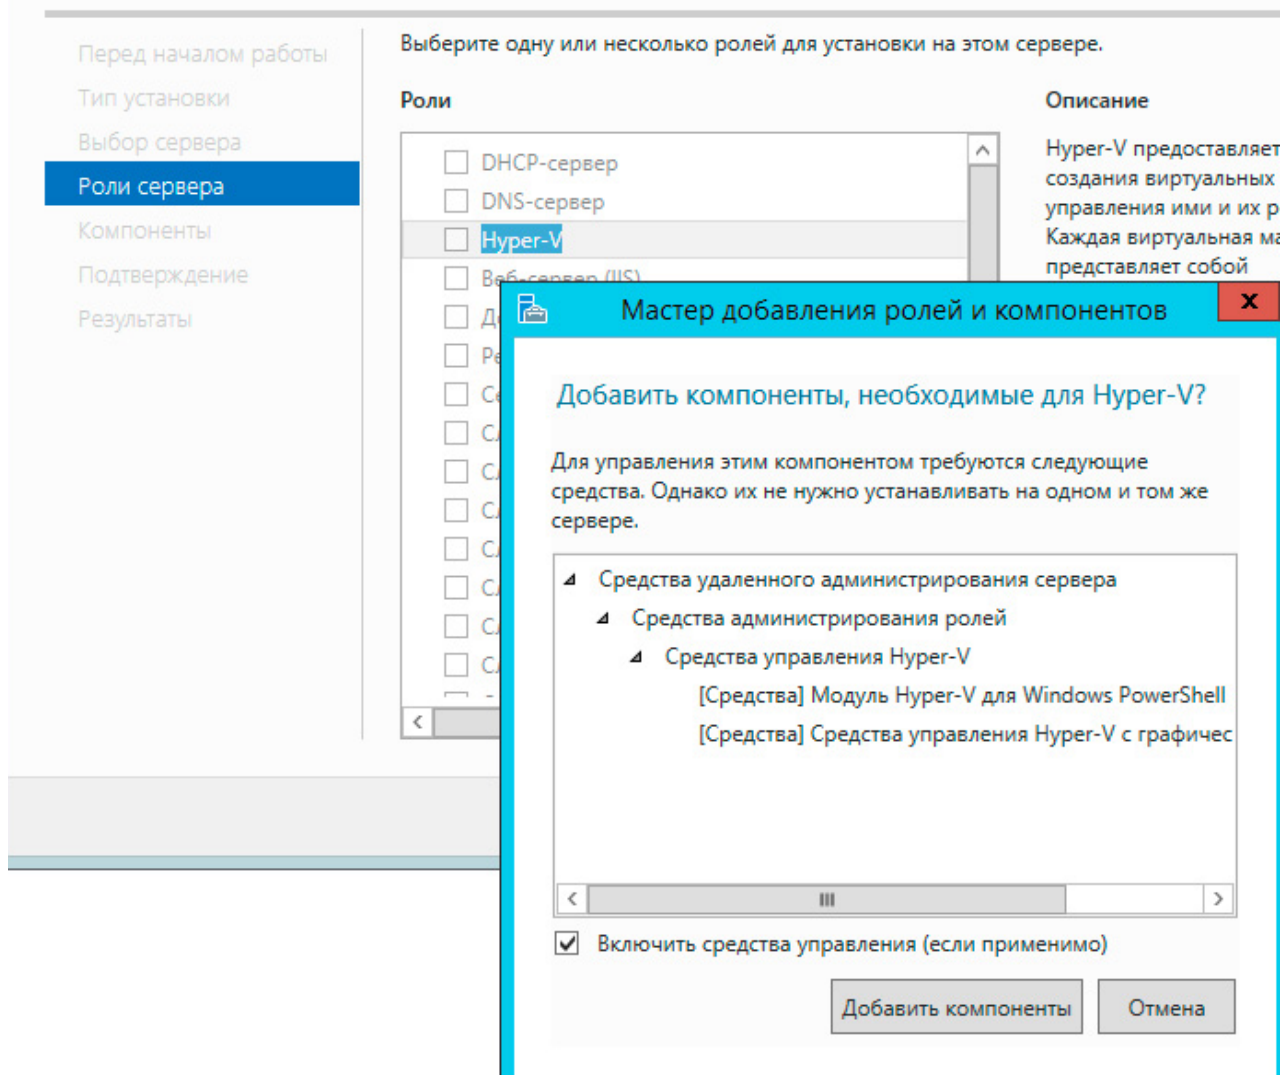 Выберите одну или несколько ролей для установки на этом сервере.
Перед началом работы
Тип установки
Выбор сервера
Роли сервера
Компоненты
Подтверждение
Результаты
Роли
DHCP-сервер
DNS-сервер
Hyper-V
Веб-сервер (IIS)
Описание
Hyper-V предоставляет
создания виртуальных
управления ими и их р
Каждая виртуальная ма
представляет собой
Мастер добавления ролей и компонентов
x
Добавить компоненты, необходимые для Hyper-V?
Для управления этим компонентом требуются следующие
средства. Однако их не нужно устанавливать на одном и том же
сервере.
Средства удаленного администрирования сервера
Средства администрирования ролей
Средства управления Hyper-V
[Средства] Модуль Hyper-V для Windows PowerShell
[Средства] Средства управления Hyper-V с графичес
Включить средства управления (если применимо)
Добавить компоненты
Отмена